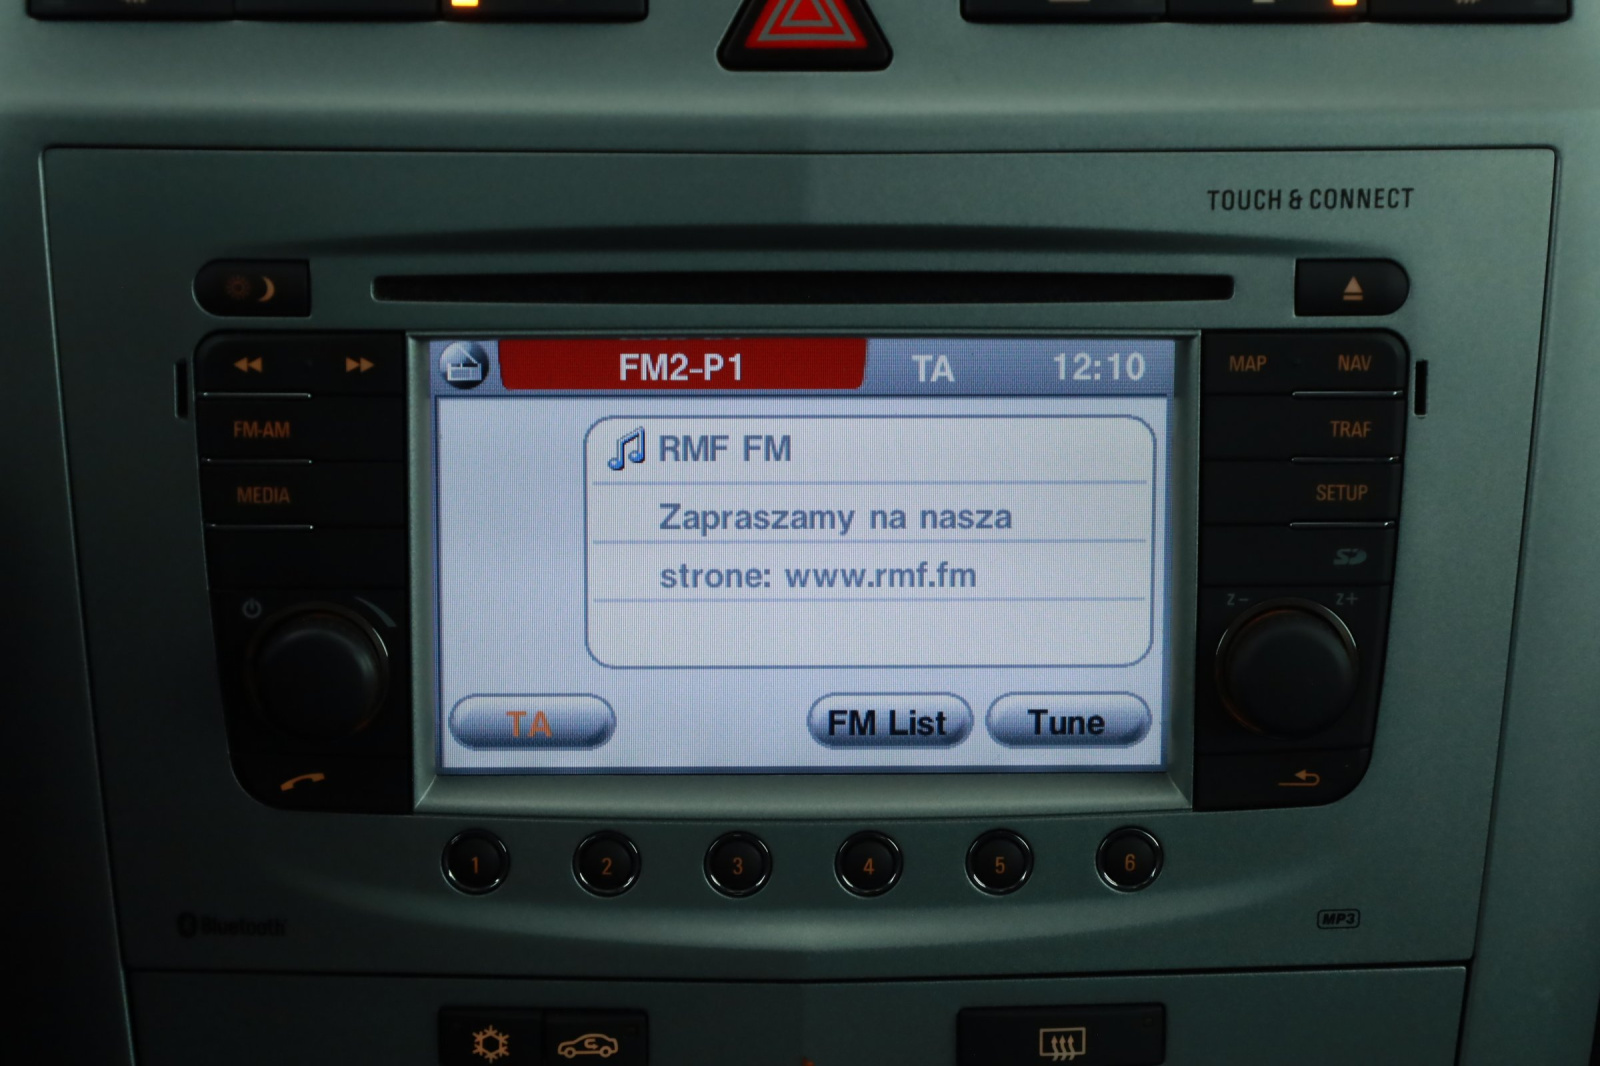 TOUCH & CONNECT
FM2-P1 TA 12:10
MAP NAV
FM-AM
TRAF
MEDIA
SETUP
RMF FM
Zapraszamy na nasza
strone: www.rmf.fm
z- z+
TA FM List Tune
1 2 3 4 5 6
Bluetooth
MP3